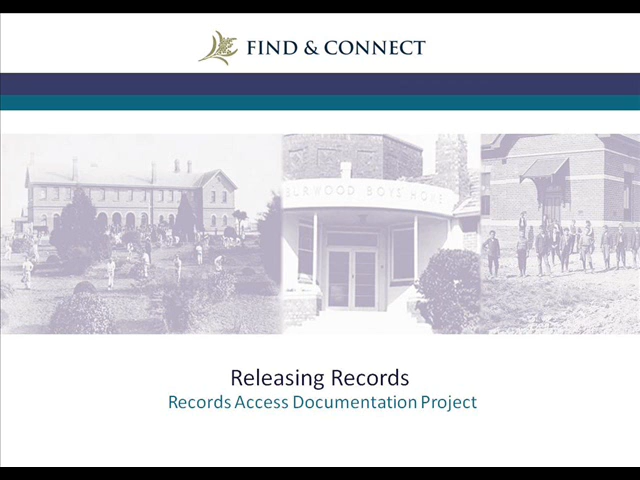 FIND & CONNECT
BURWOOD BOYS HOME
Releasing Records
Records Access Documentation Project